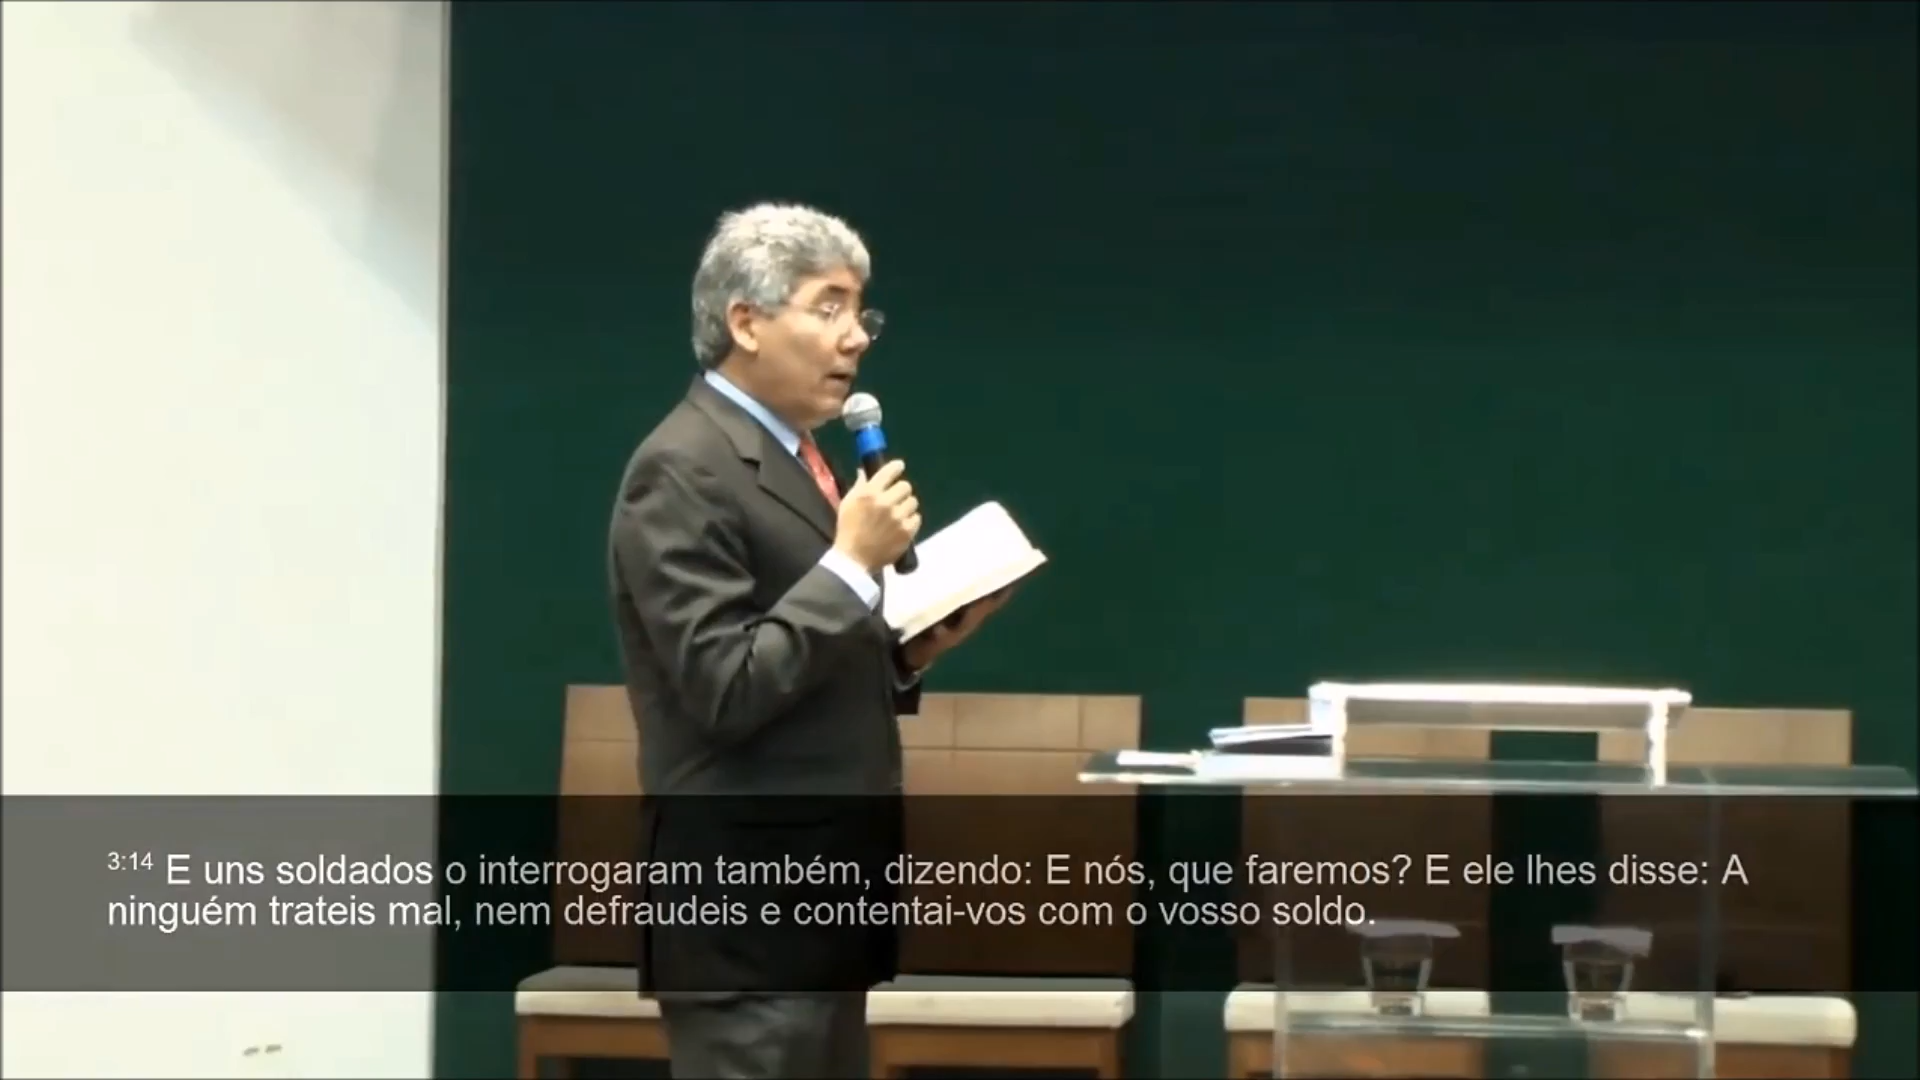 3:14 E uns soldados o interrogaram também, dizendo: E nós, que faremos? E ele lhes disse: A
ninguém trateis mal, nem defraudeis e contentai-vos com o vosso soldo.